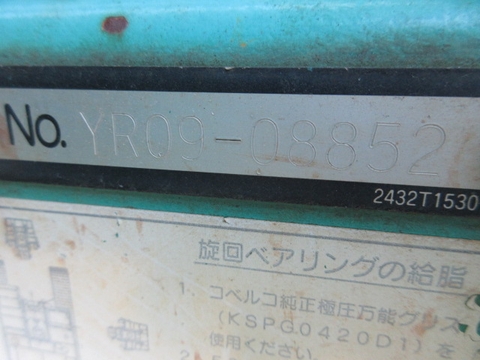 No. YR09-08852
2432T1530
旋回ベアリングの給脂
1. コベルコ純正極圧万能グリス
(KSPG0420D1) を
使用ください。
2.